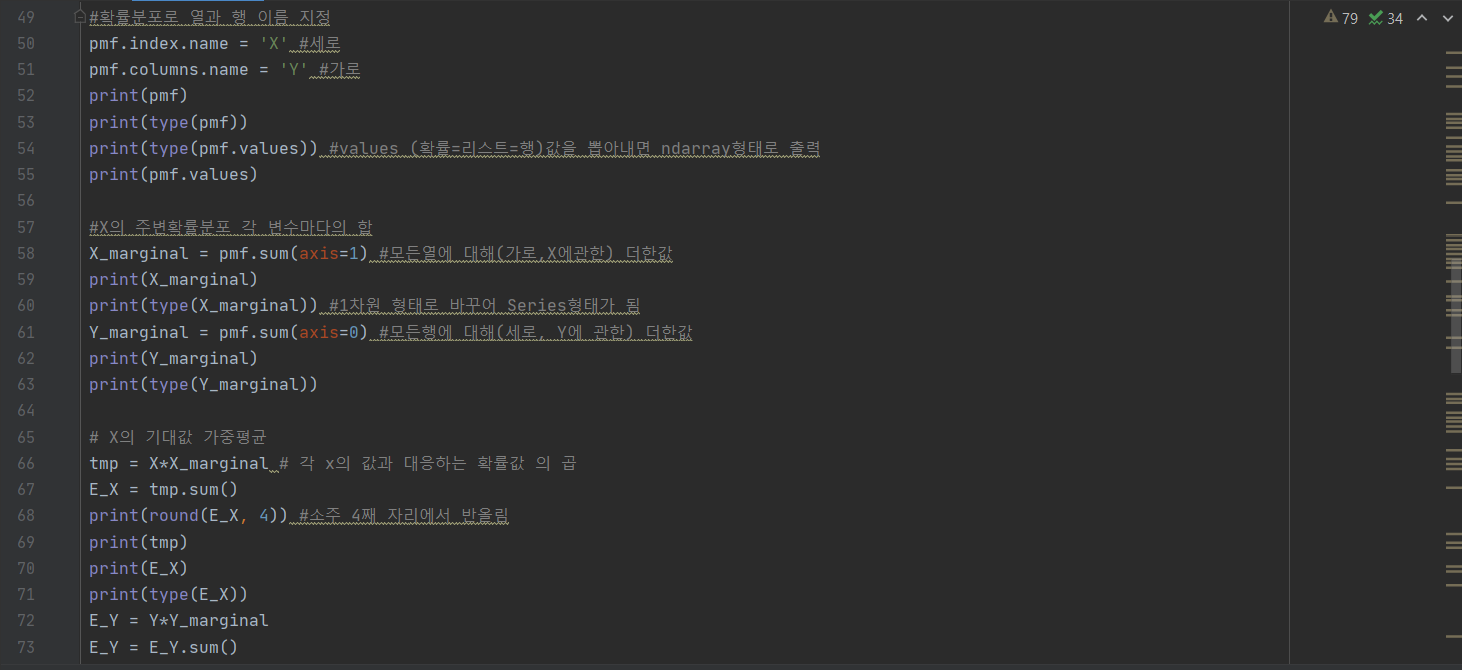 79 34
49 #확률분포로 열과 행 이름 지정
50 pmf.index.name = 'X' #세로
51 pmf.columns.name = 'Y' #가로
52 print(pmf)
53 print(type(pmf))
54 print(type(pmf.values)) #values (확률=리스트=행)값을 뽑아내면 ndarray형태로 출력
55 print(pmf.values)
56
57 #X의 주변확률분포 각 변수마다의 합
58 X_marginal = pmf.sum(axis=1) #모든열에 대해(가로,X에관한) 더한값
59 print(X_marginal)
60 print(type(X_marginal)) #1차원 형태로 바꾸어 Series형태가 됨
61 Y_marginal = pmf.sum(axis=0) #모든행에 대해(세로, Y에 관한) 더한값
62 print(Y_marginal)
63 print(type(Y_marginal))
64
65 # X의 기대값 가중평균
66 tmp = X*X_marginal # 각 x의 값과 대응하는 확률값 의 곱
67 E_X = tmp.sum()
68 print(round(E_X, 4)) #소주 4째 자리에서 반올림
69 print(tmp)
70 print(E_X)
71 print(type(E_X))
72 E_Y = Y*Y_marginal
73 E_Y = E_Y.sum()